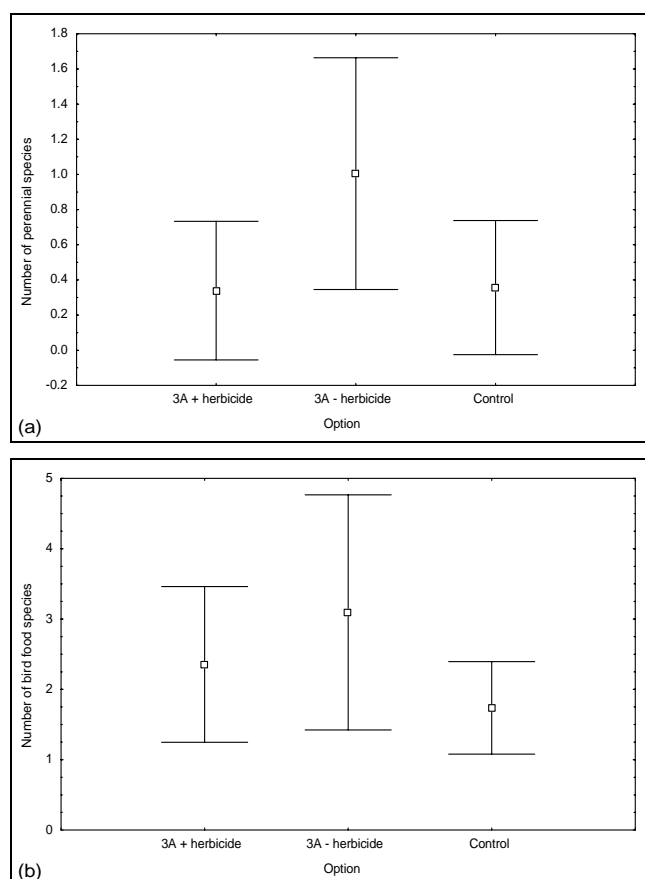 Number of perennial species
1.8
1.6
1.4
1.2
1.0
0.8
0.6
0.4
0.2
0.0
-0.2
3A + herbicide 3A - herbicide Control
Option
(a)
Number of bird food species
5
4
3
2
1
0
3A + herbicide 3A - herbicide Control
Option
(b)